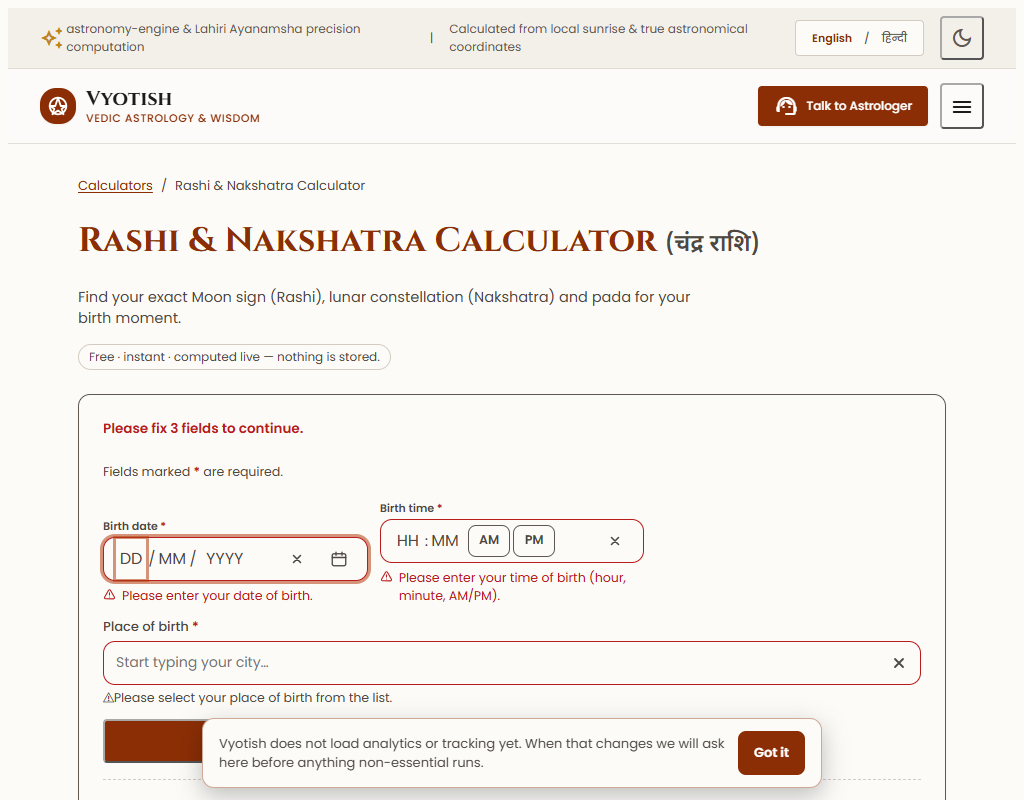 astronomy-engine & Lahiri Ayanamsha precision
computation
|
Calculated from local sunrise & true astronomical
coordinates
English / हिन्दी
Vyotish
VEDIC ASTROLOGY & WISDOM
Talk to Astrologer
Calculators / Rashi & Nakshatra Calculator
Rashi & Nakshatra Calculator (चंद्र राशि)
Find your exact Moon sign (Rashi), lunar constellation (Nakshatra) and pada for your
birth moment.
Free · instant · computed live — nothing is stored.
Please fix 3 fields to continue.
Fields marked * are required.
Birth date *
DD / MM / YYYY
Please enter your date of birth.
Birth time *
HH : MM AM PM
Please enter your time of birth (hour,
minute, AM/PM).
Place of birth *
Start typing your city…
Please select your place of birth from the list.
Vyotish does not load analytics or tracking yet. When that changes we will ask
here before anything non-essential runs.
Got it